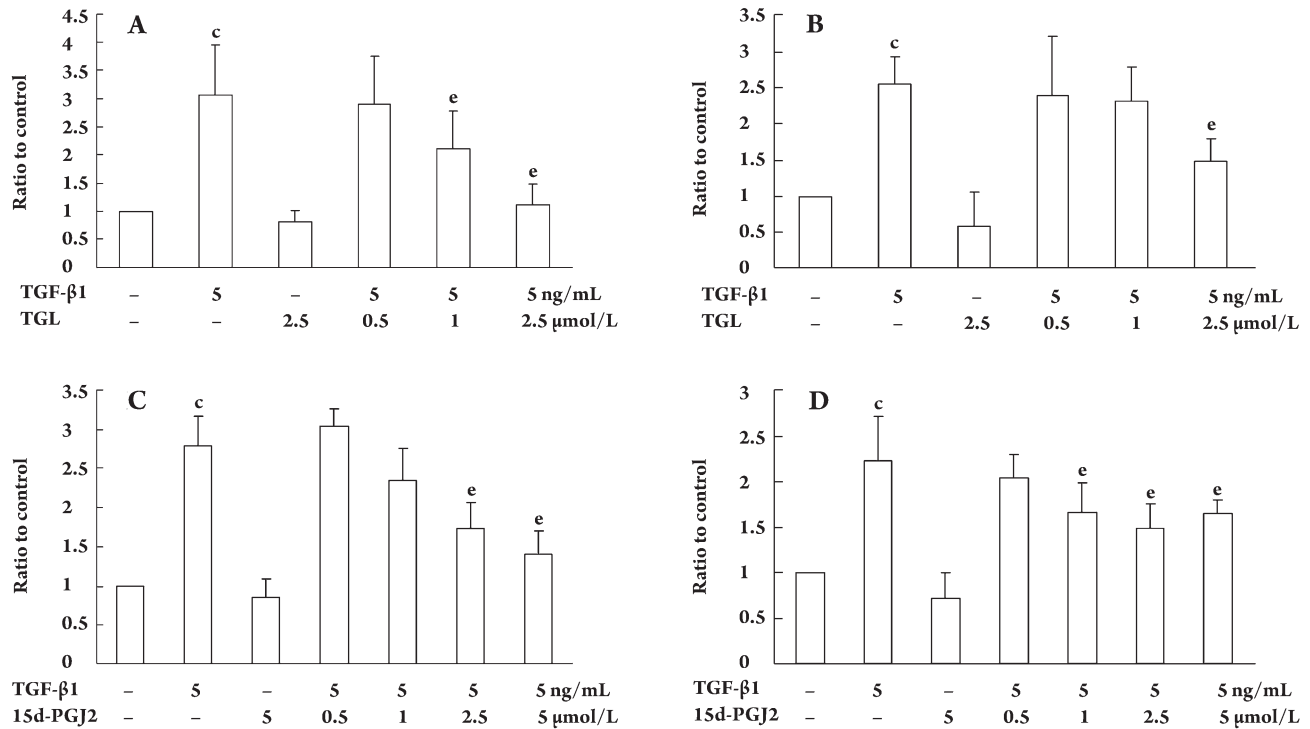 A
Ratio to control
4.5
4
3.5
3
2.5
2
1.5
1
0.5
0
c
e
e
TGF-β1 – 5 – 5 5 5 ng/mL
TGL – – 2.5 0.5 1 2.5 μmol/L
B
Ratio to control
3.5
3
2.5
2
1.5
1
0.5
0
c
e
TGF-β1 – 5 – 5 5 5 ng/mL
TGL – – 2.5 0.5 1 2.5 μmol/L
C
Ratio to control
3.5
3
2.5
2
1.5
1
0.5
0
c
e
e
TGF-β1 – 5 – 5 5 5 5 ng/mL
15d-PGJ2 – – 5 0.5 1 2.5 5 μmol/L
D
Ratio to control
3
2.5
2
1.5
1
0.5
0
c
e
e
e
TGF-β1 – 5 – 5 5 5 5 ng/mL
15d-PGJ2 – – 5 0.5 1 2.5 5 μmol/L